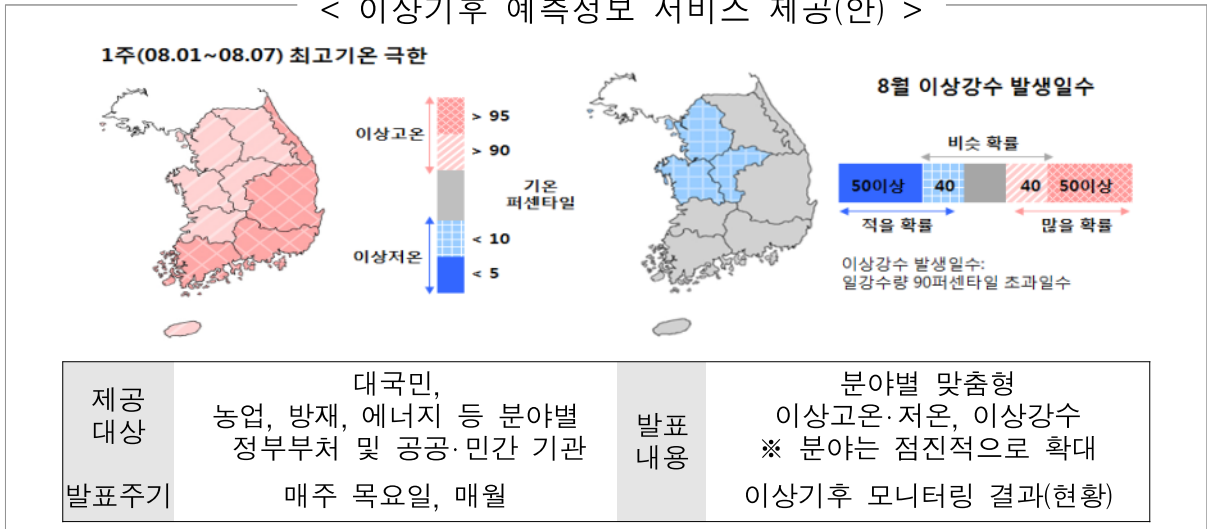 < 이상기후 예측정보 서비스 제공(안) >
1주(08.01~08.07) 최고기온 극한
이상고온
> 95
> 90
기온
퍼센타일
이상저온
< 10
< 5
8월 이상강수 발생일수
비슷 확률
50이상 40 40 50이상
적을 확률 많을 확률
이상강수 발생일수:
일강수량 90퍼센타일 초과일수
제공
대상
대국민,
농업, 방재, 에너지 등 분야별
정부부처 및 공공·민간 기관
발표
내용
분야별 맞춤형
이상고온·저온, 이상강수
※ 분야는 점진적으로 확대
발표주기
매주 목요일, 매월
이상기후 모니터링 결과(현황)